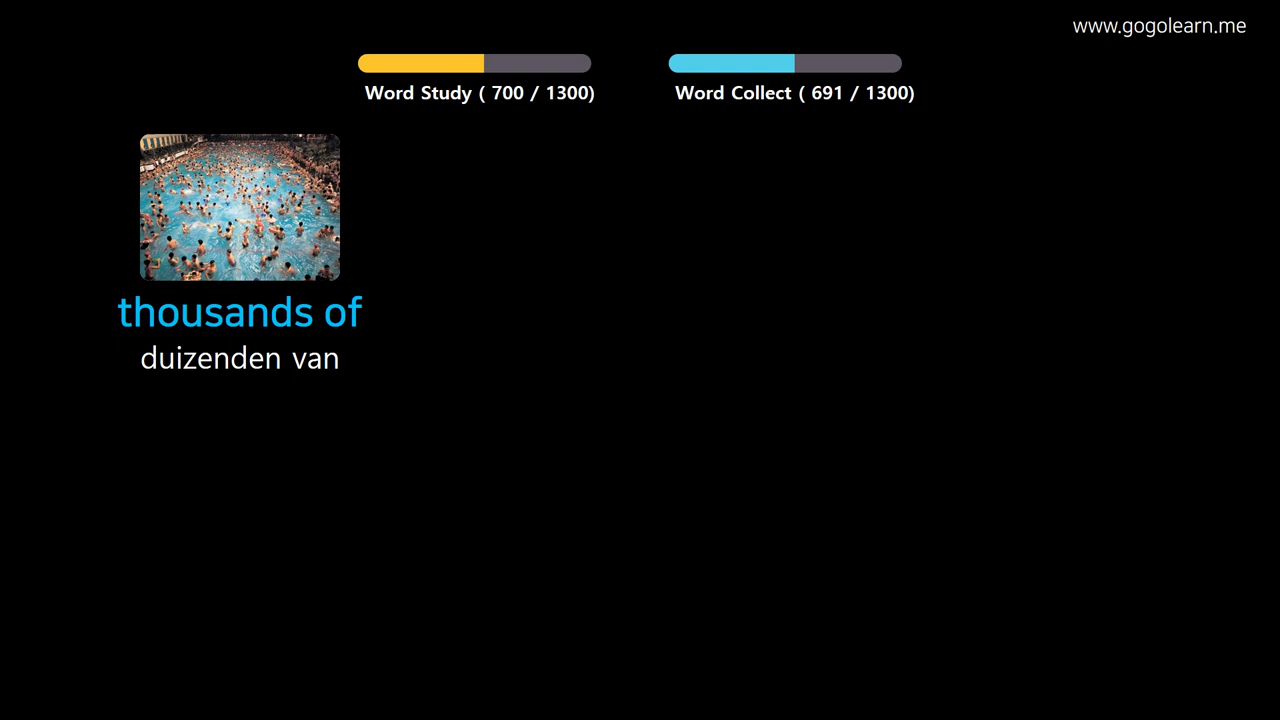 www.gogolearn.me
Word Study ( 700 / 1300)
Word Collect ( 691 / 1300)
thousands of
duizenden van